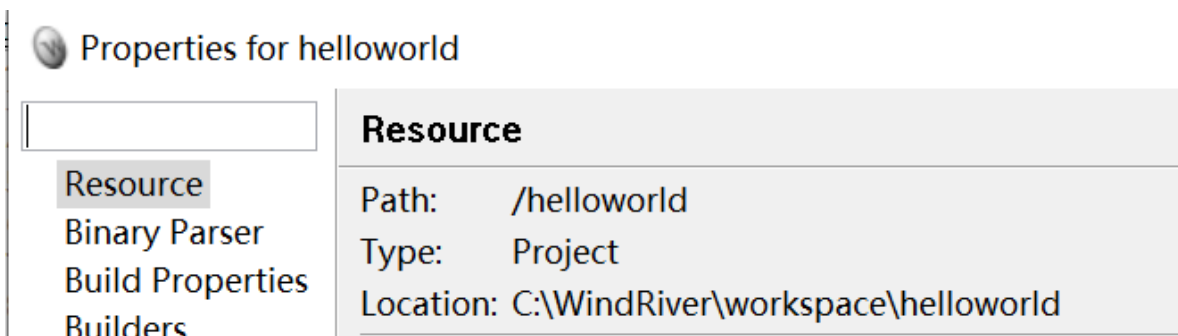 Properties for helloworld
Resource
Resource
Binary Parser
Build Properties
Builders
Path: /helloworld
Type: Project
Location: C:\WindRiver\workspace\helloworld